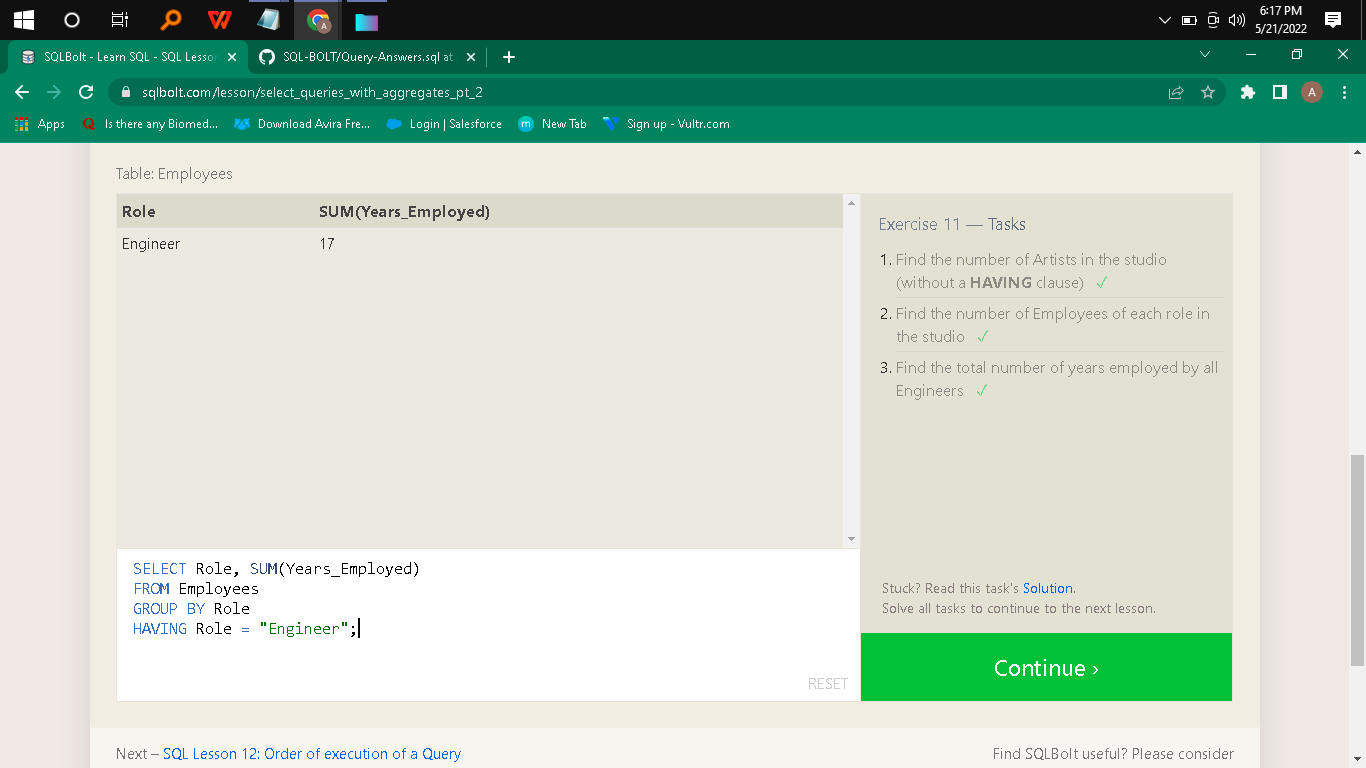 6:17 PM
5/21/2022
SQLBolt - Learn SQL - SQL Lesson
SQL-BOLT/Query-Answers.sql at
sqlbolt.com/lesson/select_queries_with_aggregates_pt_2
A
Apps
Is there any Biomed...
Download Avira Fre...
Login | Salesforce
New Tab
Sign up - Vultr.com
Table: Employees
Role SUM(Years_Employed)
Engineer 17
SELECT Role, SUM(Years_Employed)
FROM Employees
GROUP BY Role
HAVING Role = "Engineer";
RESET
Exercise 11 — Tasks
1. Find the number of Artists in the studio
(without a HAVING clause) ✓
2. Find the number of Employees of each role in
the studio ✓
3. Find the total number of years employed by all
Engineers ✓
Stuck? Read this task's Solution.
Solve all tasks to continue to the next lesson.
Continue ›
Next – SQL Lesson 12: Order of execution of a Query
Find SQLBolt useful? Please consider